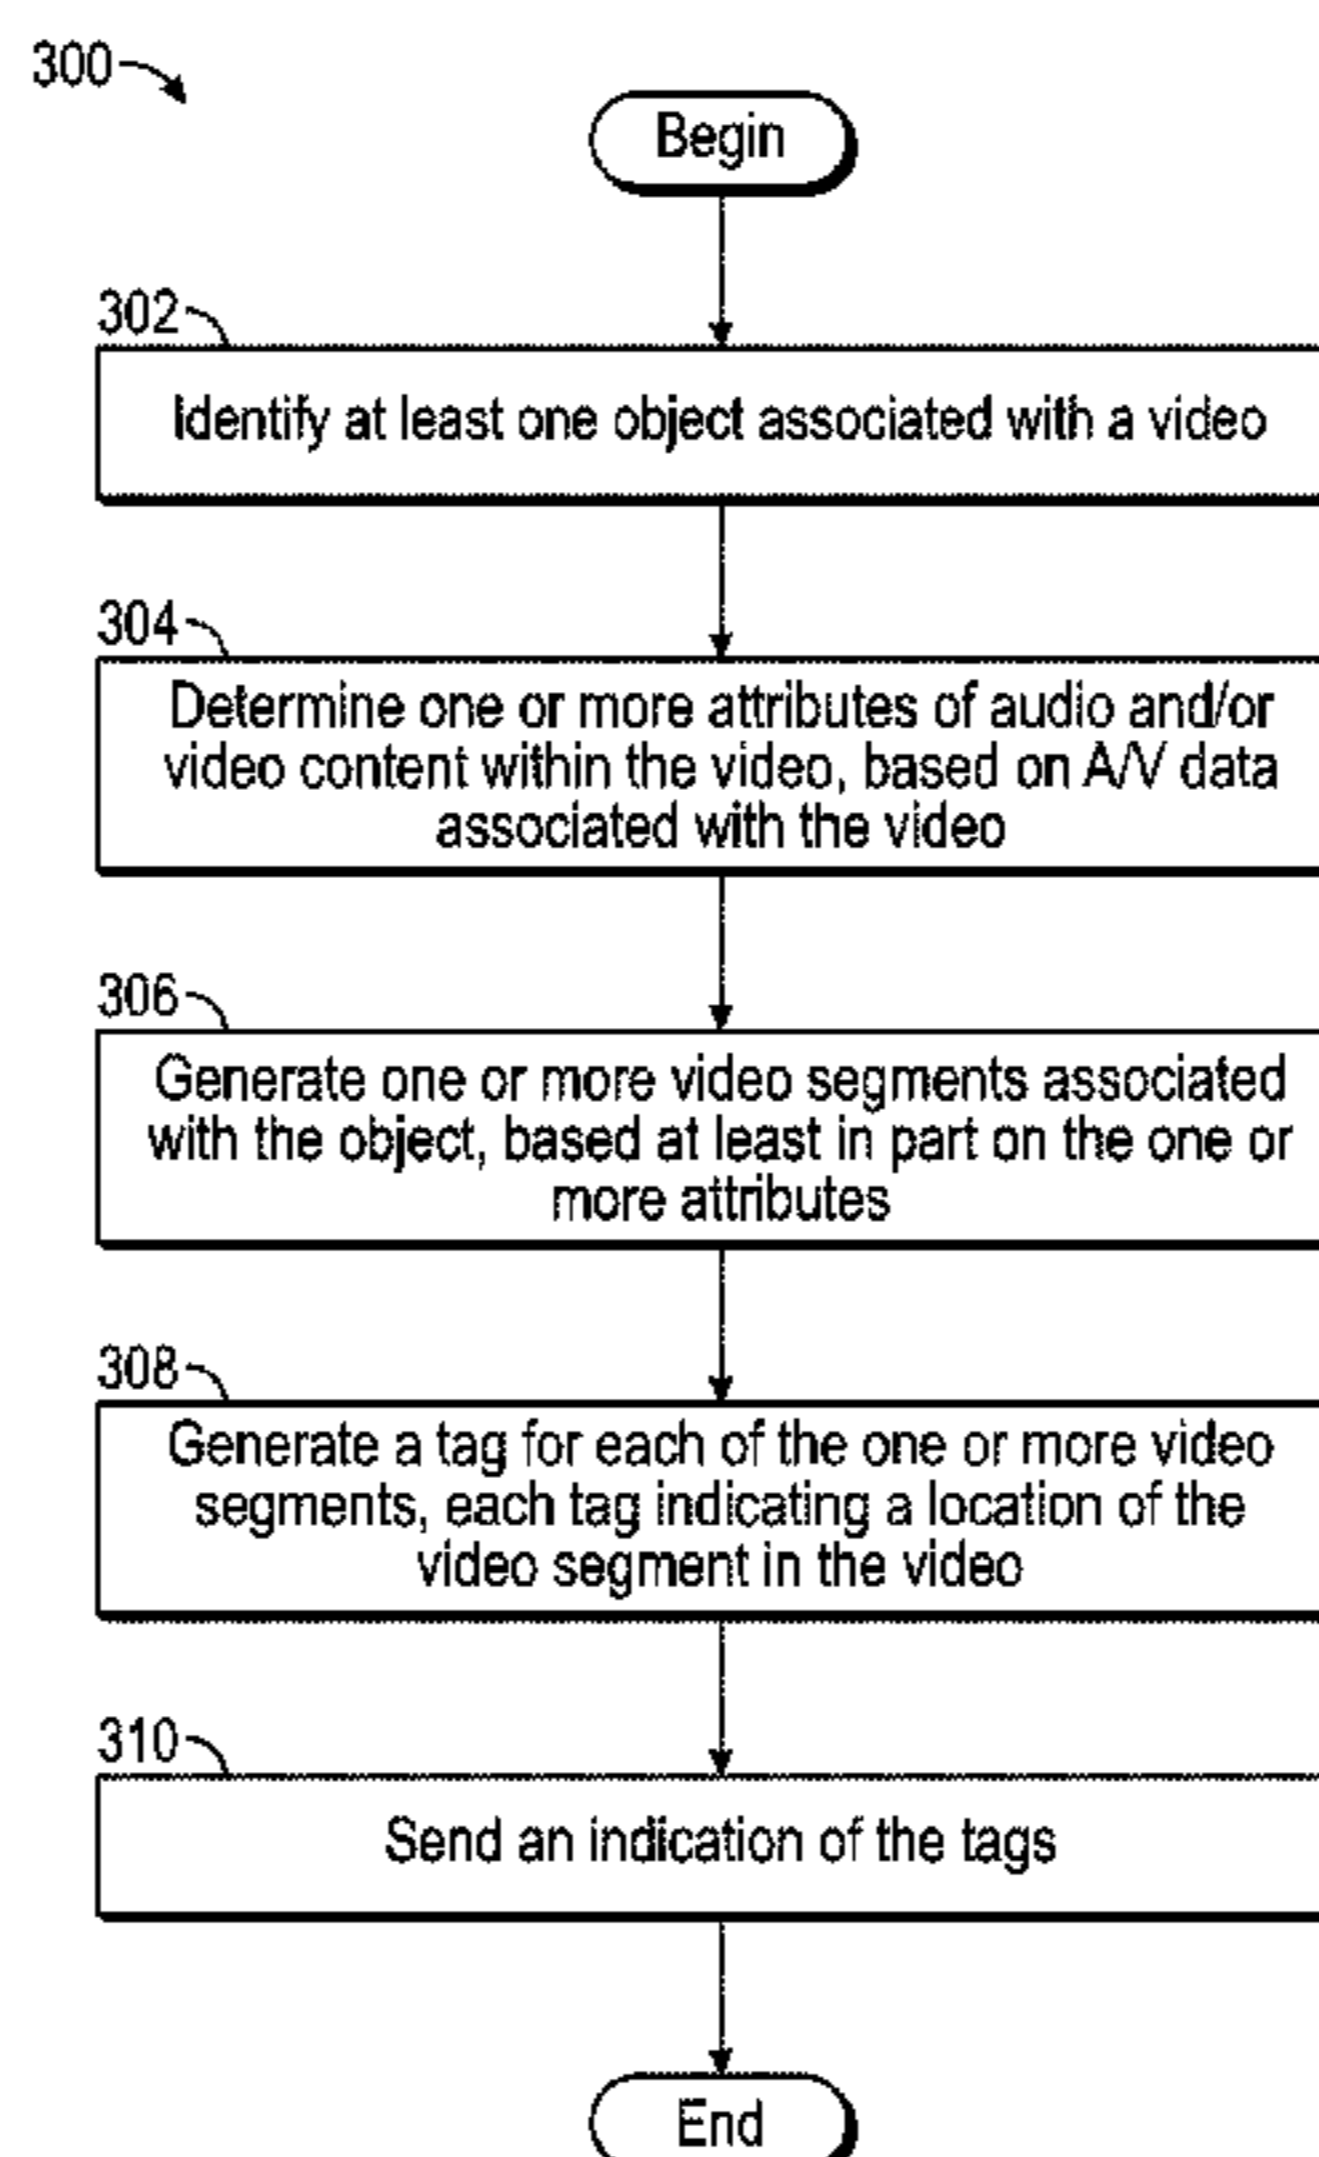 300
Begin
302
Identify at least one object associated with a video
304
Determine one or more attributes of audio and/or
video content within the video, based on A/V data
associated with the video
306
Generate one or more video segments associated
with the object, based at least in part on the one or
more attributes
308
Generate a tag for each of the one or more video
segments, each tag indicating a location of the
video segment in the video
310
Send an indication of the tags
End